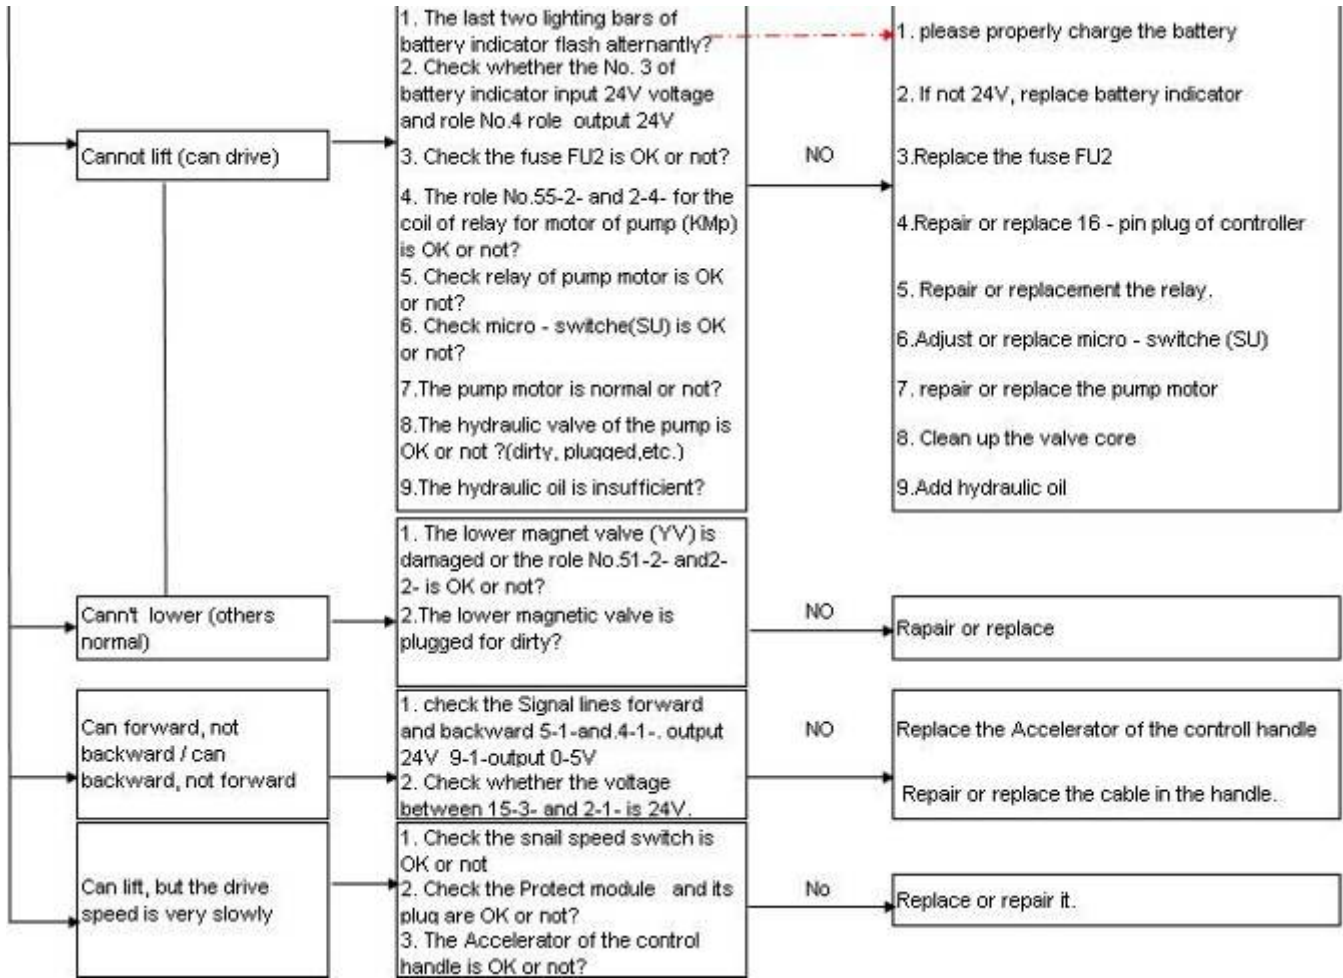 1. The last two lighting bars of
battery indicator flash alternantly?
2. Check whether the No. 3 of
battery indicator input 24V voltage
and role No.4 role output 24V
3. Check the fuse FU2 is OK or not?
4. The role No.55-2- and 2-4- for the
coil of relay for motor of pump (KMp)
is OK or not?
5. Check relay of pump motor is OK
or not?
6. Check micro - switche(SU) is OK
or not?
7.The pump motor is normal or not?
8.The hydraulic valve of the pump is
OK or not ?(dirty, plugged,etc.)
9.The hydraulic oil is insufficient?
Cannot lift (can drive)
NO
1. please properly charge the battery
2. If not 24V, replace battery indicator
3.Replace the fuse FU2
4.Repair or replace 16 - pin plug of controller
5. Repair or replacement the relay.
6.Adjust or replace micro - switche (SU)
7. repair or replace the pump motor
8. Clean up the valve core
9.Add hydraulic oil
Cann't lower (others
normal)
1. The lower magnet valve (YV) is
damaged or the role No.51-2- and2-
2- is OK or not?
2.The lower magnetic valve is
plugged for dirty?
NO
Rapair or replace
Can forward, not
backward / can
backward, not forward
1. check the Signal lines forward
and backward 5-1-and.4-1-. output
24V 9-1-output 0-5V
2. Check whether the voltage
between 15-3- and 2-1- is 24V.
NO
Replace the Accelerator of the controll handle
Repair or replace the cable in the handle.
Can lift, but the drive
speed is very slowly
1. Check the snail speed switch is
OK or not
2. Check the Protect module and its
plug are OK or not?
3. The Accelerator of the control
handle is OK or not?
No
Replace or repair it.